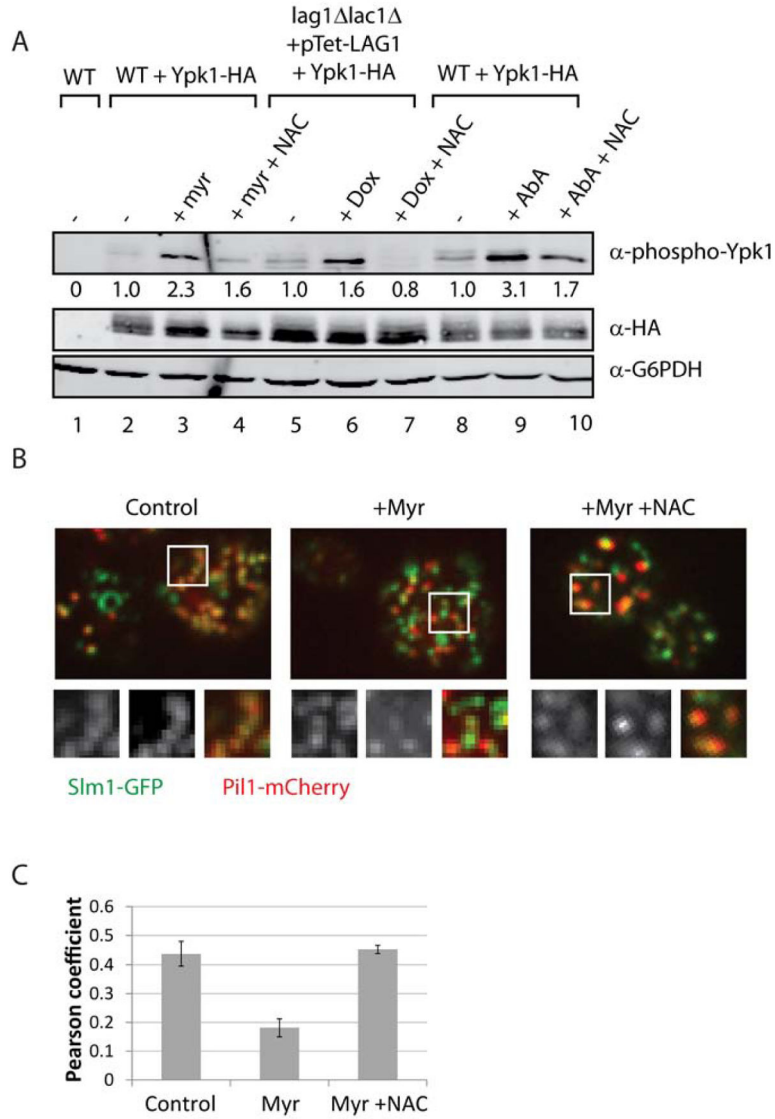 A
WT
WT + Ypk1-HA
lag1Δlac1Δ
+pTet-LAG1
+ Ypk1-HA
WT + Ypk1-HA
- - + myr + myr + NAC - + Dox + Dox + NAC - + AbA + AbA + NAC
α-phospho-Ypk1
0 1.0 2.3 1.6 1.0 1.6 0.8 1.0 3.1 1.7
α-HA
α-G6PDH
1 2 3 4 5 6 7 8 9 10
B
Control +Myr +Myr +NAC
Slm1-GFP Pil1-mCherry
C
Pearson coefficient
0.6
0.5
0.4
0.3
0.2
0.1
0
Control Myr Myr +NAC